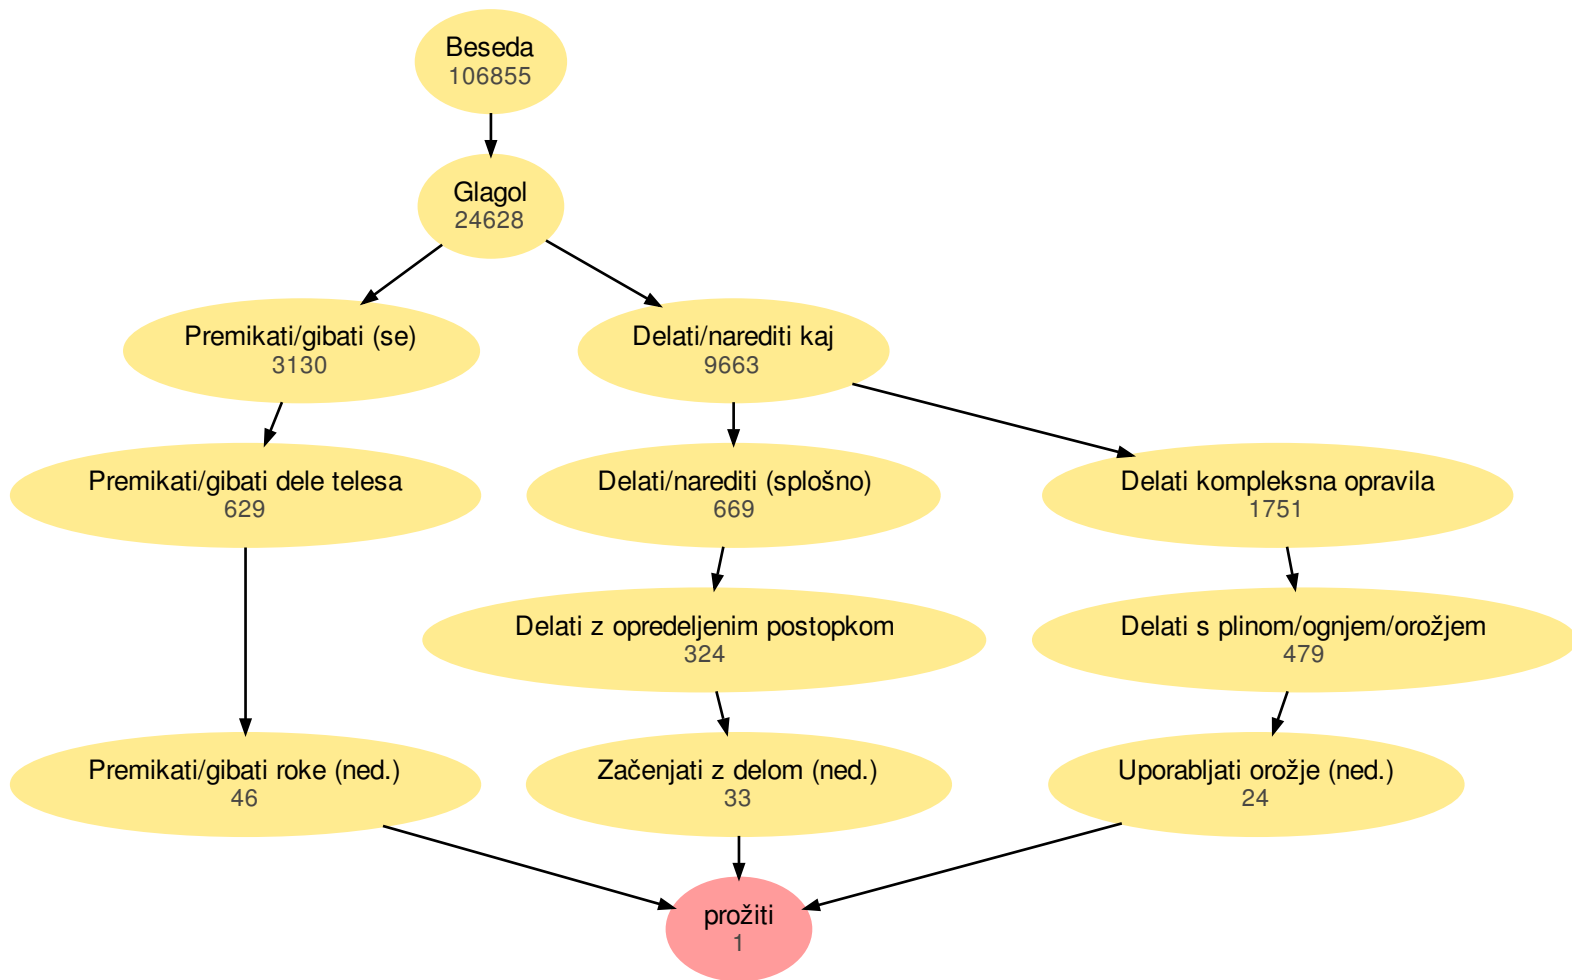 Beseda
106855
Glagol
24628
Premikati/gibati (se)
3130
Delati/narediti kaj
9663
Premikati/gibati dele telesa
629
Delati/narediti (splošno)
669
Delati kompleksna opravila
1751
Delati z opredeljenim postopkom
324
Delati s plinom/ognjem/orožjem
479
Premikati/gibati roke (ned.)
46
Začenjati z delom (ned.)
33
Uporabljati orožje (ned.)
24
prožiti
1